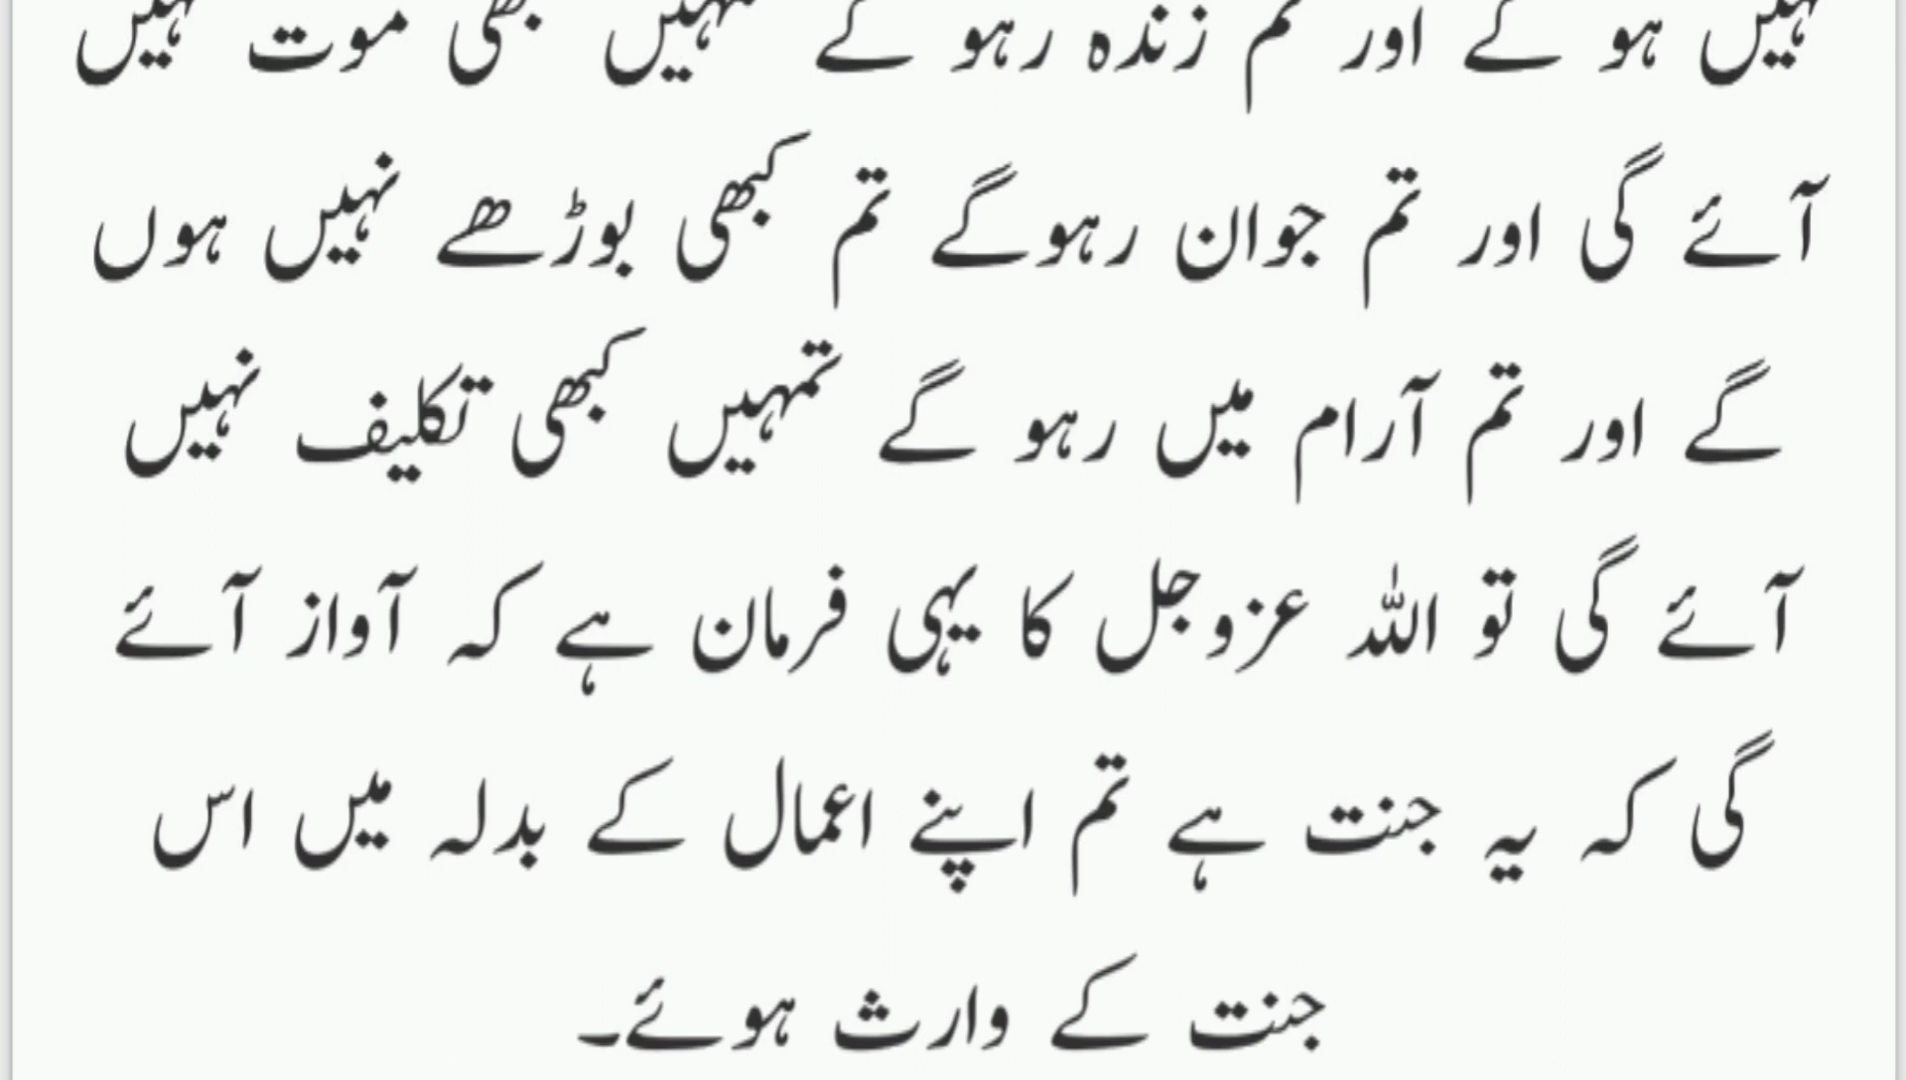 نہیں ہو گے اور تم زندہ رہو گے تمہیں کبھی موت نہیں
آئے گی اور تم جوان رہوگے تم کبھی بوڑھے نہیں ہوں
گے اور تم آرام میں رہو گے تمہیں کبھی تکلیف نہیں
آئے گی تو اللہ عزوجل کا یہی فرمان ہے کہ آواز آئے
گی کہ یہ جنت ہے تم اپنے اعمال کے بدلہ میں اس
جنت کے وارث ہوئے۔